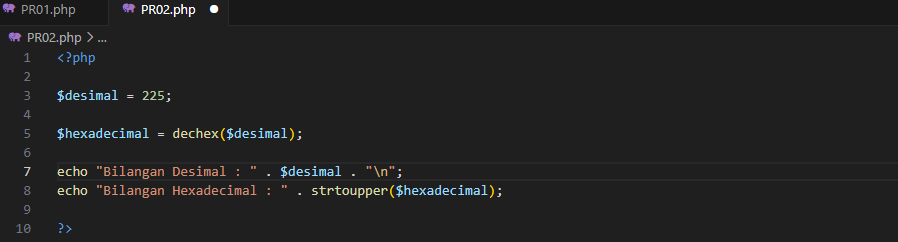 PR01.php PR02.php
PR02.php > ...
1 <?php
2
3 $desimal = 225;
4
5 $hexadecimal = dechex($desimal);
6
7 echo "Bilangan Desimal : " . $desimal . "\n";
8 echo "Bilangan Hexadecimal : " . strtoupper($hexadecimal);
9
10 ?>